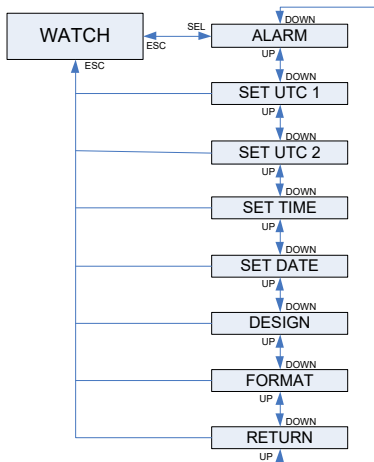 DOWN
WATCH
SEL
ESC
ALARM
ESC
UP
DOWN
SET UTC 1
UP
DOWN
SET UTC 2
UP
DOWN
SET TIME
UP
DOWN
SET DATE
UP
DOWN
DESIGN
UP
DOWN
FORMAT
UP
DOWN
RETURN
UP